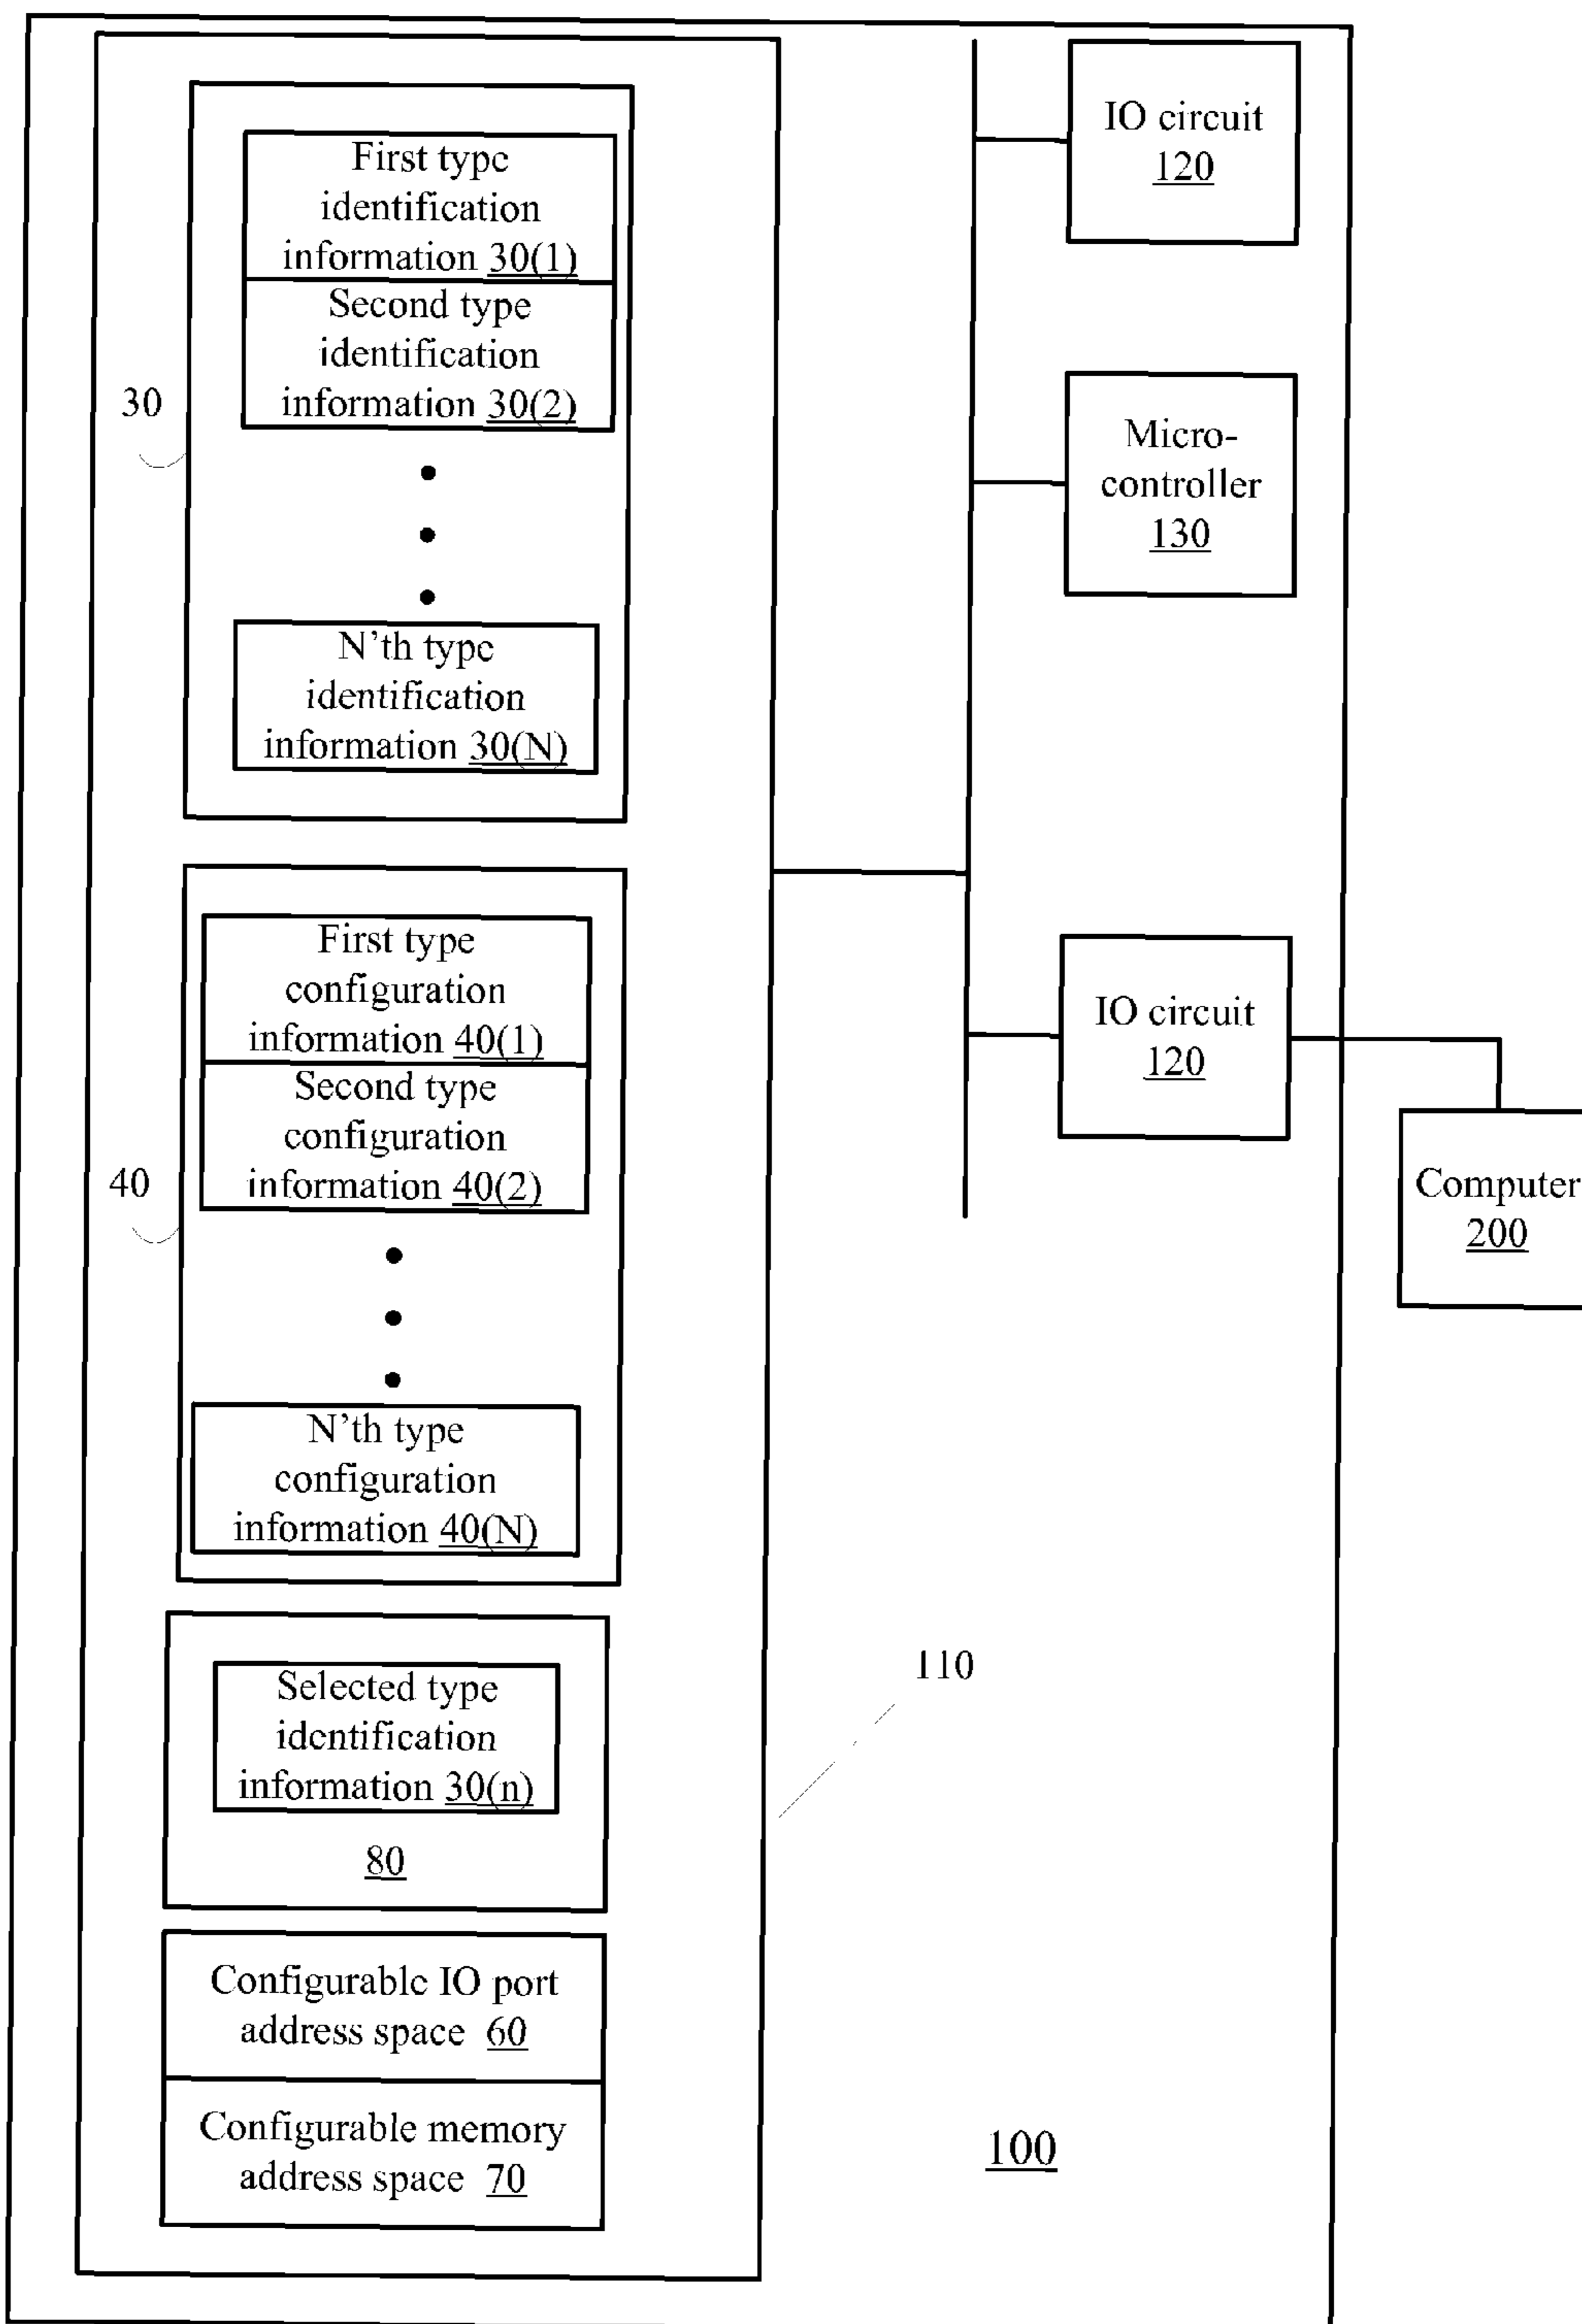 First type
identification
information 30(1)
Second type
identification
information 30(2)
30
N'th type
identification
information 30(N)
First type
configuration
information 40(1)
Second type
configuration
information 40(2)
40
N'th type
configuration
information 40(N)
Selected type
identification
information 30(n)
80
Configurable IO port
address space 60
Configurable memory
address space 70
IO circuit
120
Micro-
controller
130
IO circuit
120
Computer
200
110
100